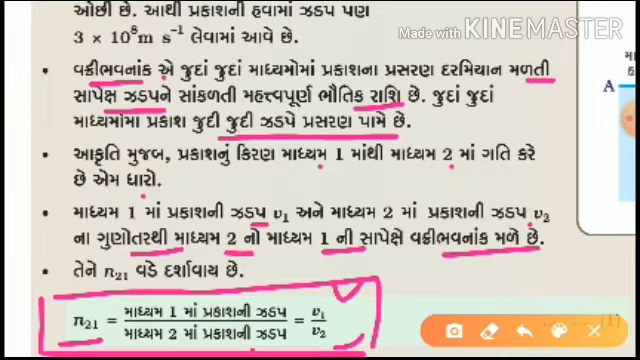 ઓછી છે. આથી પ્રકાશની હવામાં ઝડપ પણ
Made with KINEMASTER
3 × 10⁸m s⁻¹ લેવામાં આવે છે.
• વક્રીભવનાંક એ જુદાં જુદાં માધ્યમોમાં પ્રકાશના પ્રસરણ દરમિયાન મળતી
સાપેક્ષ ઝડપને સાંકળતી મહત્ત્વપૂર્ણ ભૌતિક રાશિ છે. જુદાં જુદાં
A
માધ્યમોમાં પ્રકાશ જુદી જુદી ઝડપે પ્રસરણ પામે છે.
• આકૃતિ મુજબ, પ્રકાશનું કિરણ માધ્યમ 1 માંથી માધ્યમ 2 માં ગતિ કરે
છે એમ ધારો.
• માધ્યમ 1 માં પ્રકાશની ઝડપ v₁ અને માધ્યમ 2 માં પ્રકાશની ઝડપ v₂
ના ગુણોત્તરથી માધ્યમ 2 નો માધ્યમ 1 ની સાપેક્ષે વક્રીભવનાંક મળે છે.
• તેને n₂₁ વડે દર્શાવાય છે.
n₂₁ = માધ્યમ 1 માં પ્રકાશની ઝડપ / માધ્યમ 2 માં પ્રકાશની ઝડપ = v₁ / v₂